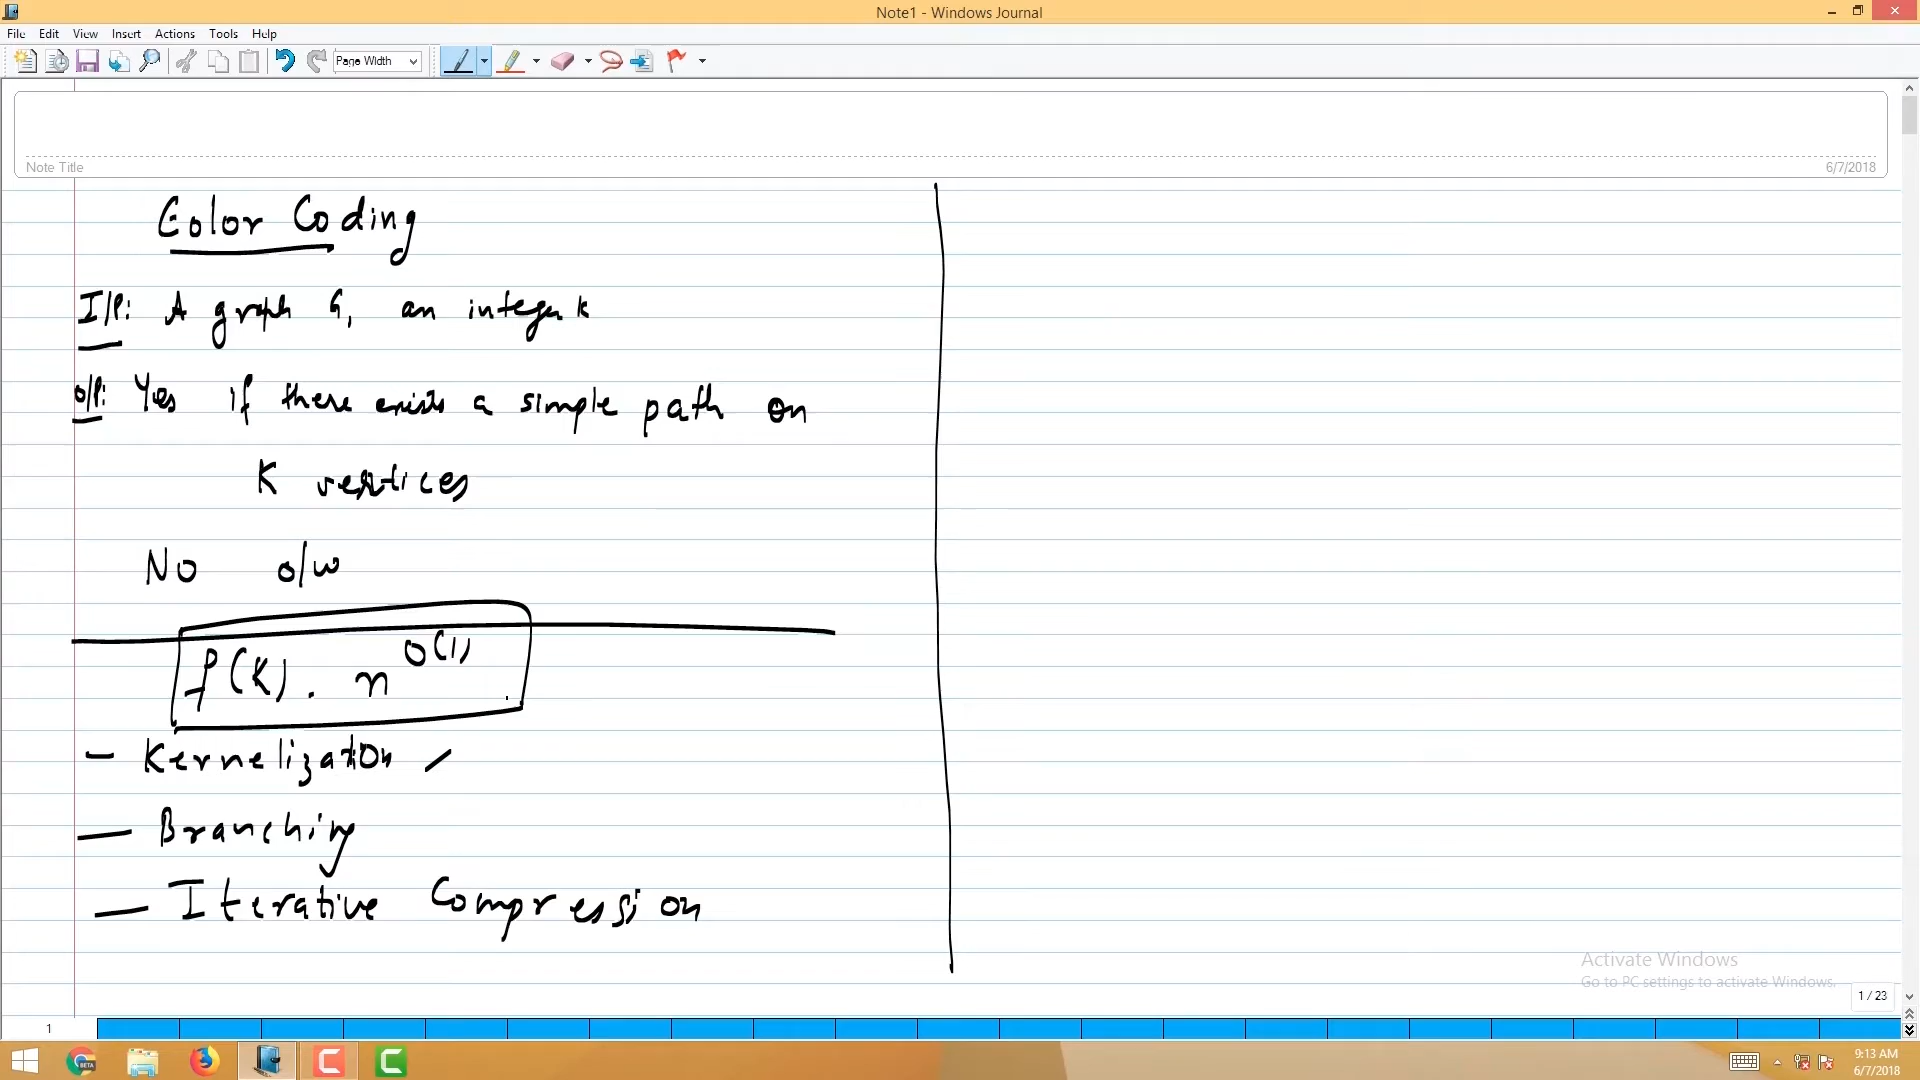 Note1 - Windows Journal
File Edit View Insert Actions Tools Help
Page Width
Note Title
6/7/2018
Color Coding
I/P: A graph G, an integer k
O/P: Yes if there exists a simple path on
K vertices
No o/w
f(K). n^O(1)
- Kernelization
- Branching
- Iterative Compression
Activate Windows
Go to PC settings to activate Windows.
1 / 23
1
BETA
9:13 AM
6/7/2018